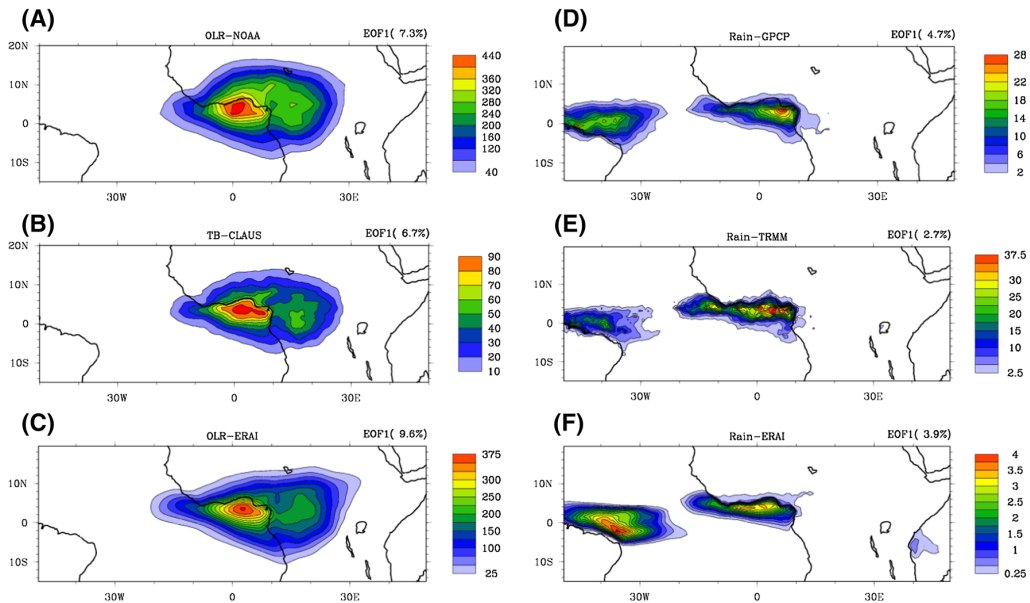 (A)
OLR-NOAA EOF1( 7.3%)
20N
10N
0
10S
30W 0 30E
440
360
320
280
240
200
160
120
40
(D)
Rain-GPCP EOF1( 4.7%)
10N
0
10S
30W 0 30E
28
22
18
14
10
6
2
(B)
TB-CLAUS EOF1( 6.7%)
20N
10N
0
10S
30W 0 30E
90
80
70
60
50
40
30
20
10
(E)
Rain-TRMM EOF1( 2.7%)
10N
0
10S
30W 0 30E
37.5
30
25
20
15
10
2.5
(C)
OLR-ERAI EOF1( 9.6%)
10N
0
10S
30W 0 30E
375
300
250
200
150
100
25
(F)
Rain-ERAI EOF1( 3.9%)
10N
0
10S
30W 0 30E
4
3.5
3
2.5
2
1.5
1
0.25